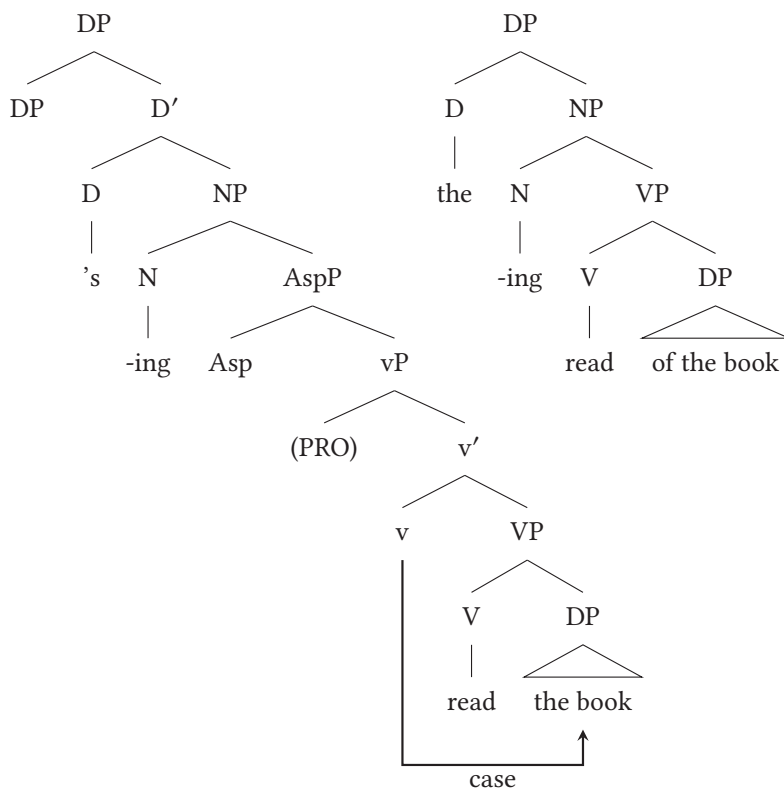 DP DP
DP D′ D NP
D NP the N VP
’s N AspP -ing V DP
-ing Asp vP read of the book
(PRO) v′
v VP
V DP
read the book
case